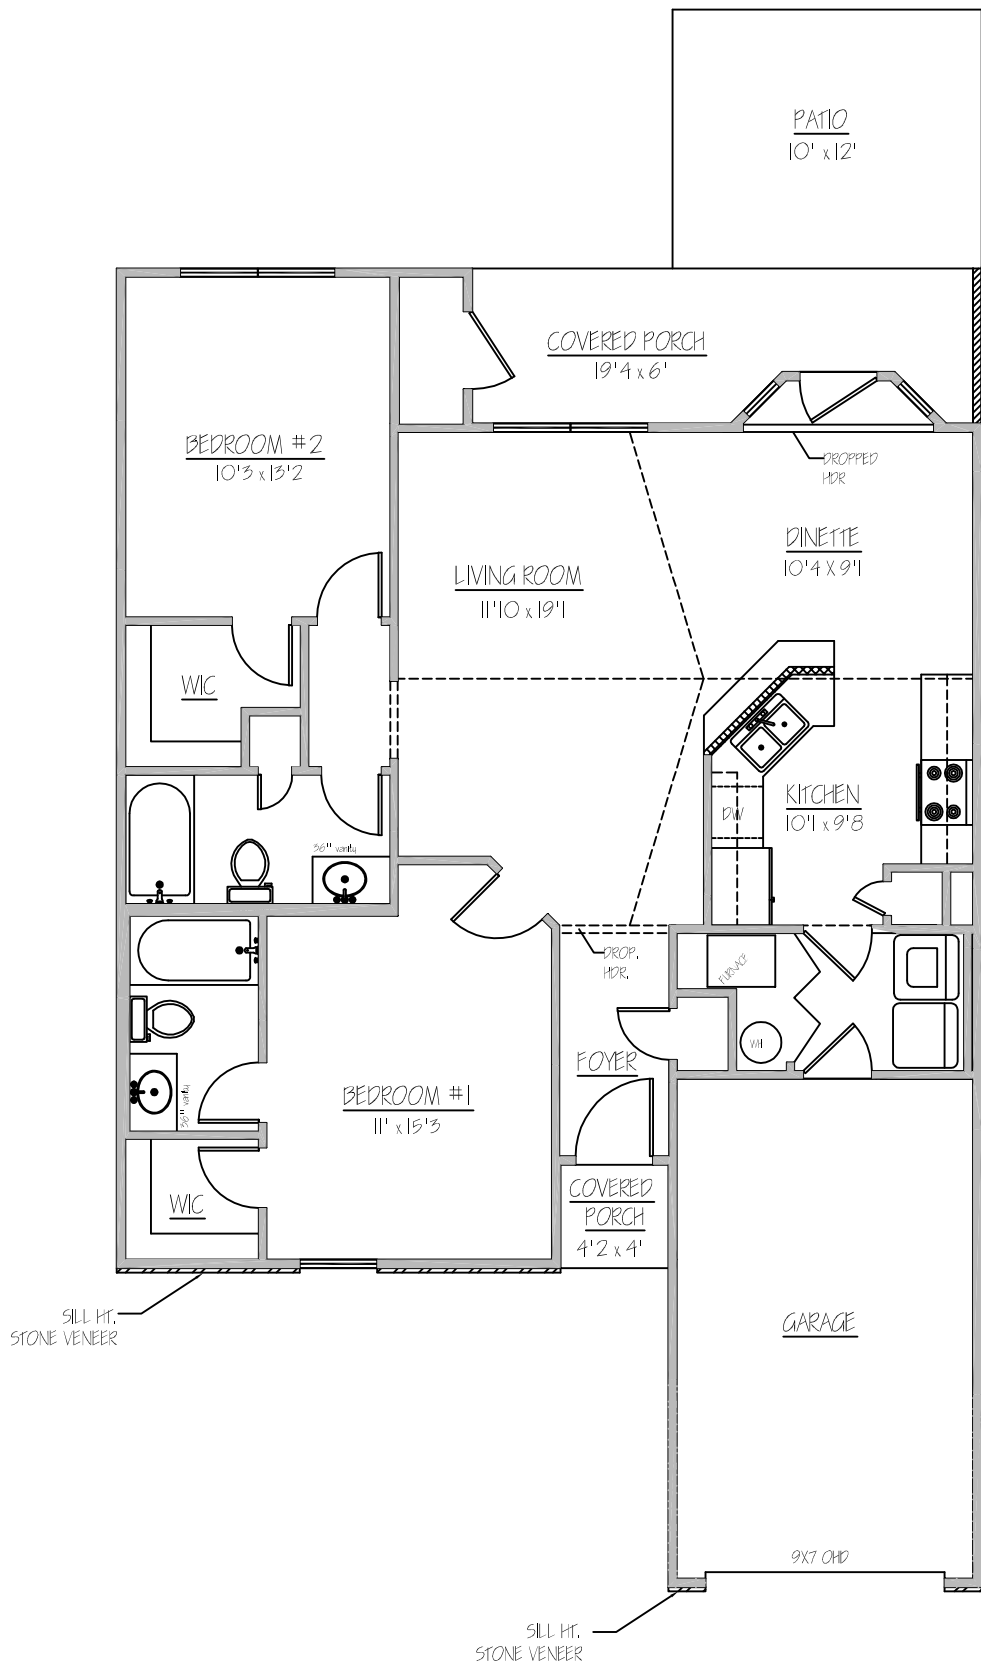 PATIO
10' x 12'
COVERED PORCH
19'4 x 6'
BEDROOM #2
10'3 x 13'2
DROPPED
HDR
DINETTE
10'4 X 9'1
LIVING ROOM
11'10 x 19'1
WIC
KITCHEN
10'1 x 9'8
DW
36" vanity
DROP.
HDR.
FURNACE
WH
FOYER
BEDROOM #1
11' x 15'3
36" vanity
WIC
COVERED
PORCH
4'2 x 4'
SILL HT.
STONE VENEER
GARAGE
9X7 OHD
SILL HT.
STONE VENEER